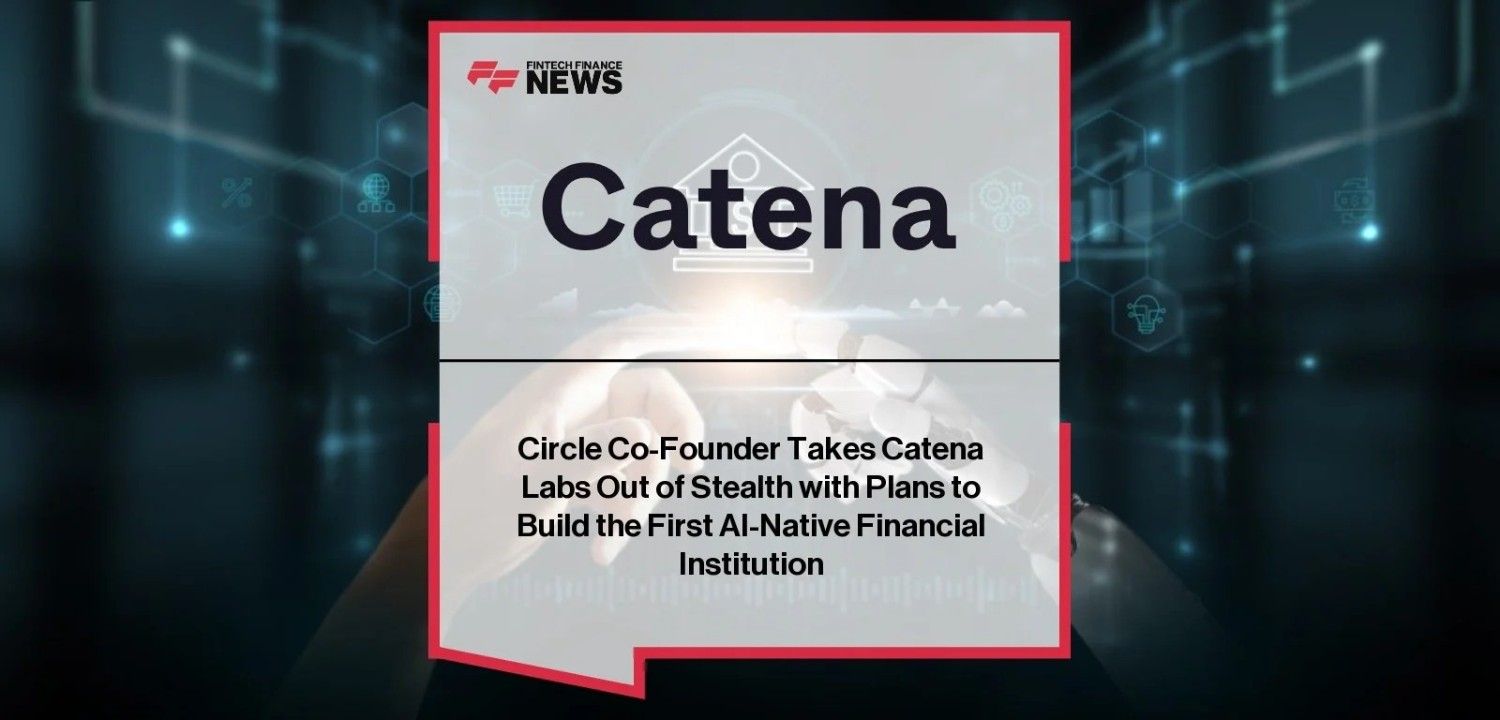 FINTECH FINANCE
NEWS
Catena
Circle Co-Founder Takes Catena
Labs Out of Stealth with Plans to
Build the First AI-Native Financial
Institution